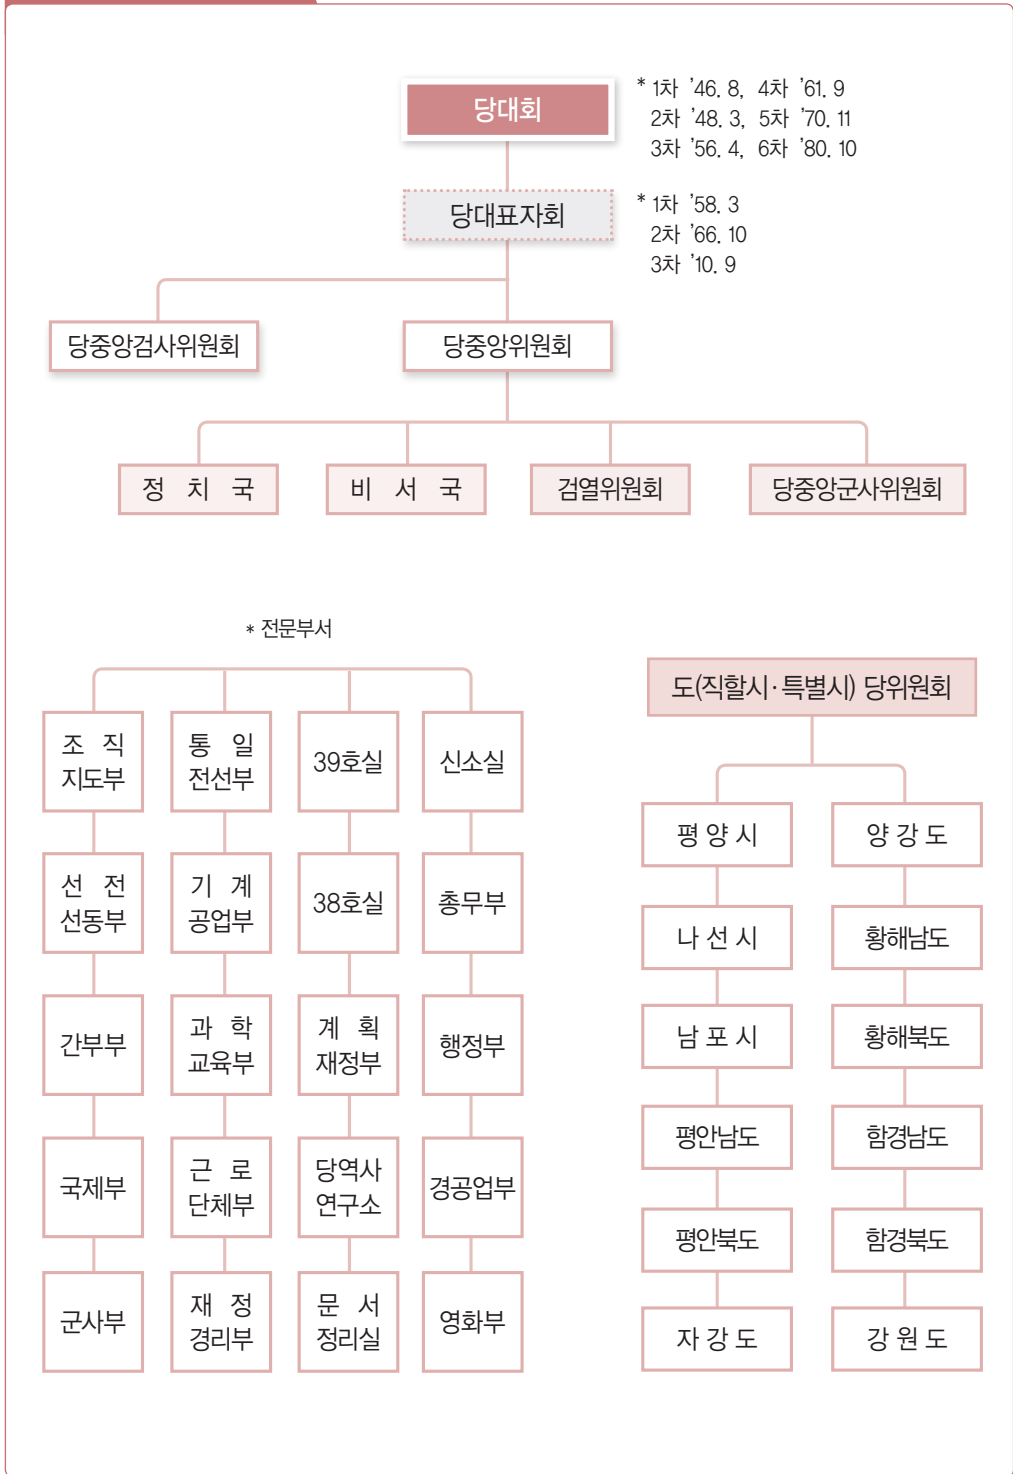 당대회
* 1차 '46. 8, 4차 '61. 9
2차 '48. 3, 5차 '70. 11
3차 '56. 4, 6차 '80. 10
당대표자회
* 1차 '58. 3
2차 '66. 10
3차 '10. 9
당중앙검사위원회
당중앙위원회
정 치 국
비 서 국
검열위원회
당중앙군사위원회
* 전문부서
조 직
지도부
통 일
전선부
39호실
신소실
선 전
선동부
기 계
공업부
38호실
총무부
간부부
과 학
교육부
계 획
재정부
행정부
국제부
근 로
단체부
당역사
연구소
경공업부
군사부
재 정
경리부
문 서
정리실
영화부
도(직할시·특별시) 당위원회
평 양 시
양 강 도
나 선 시
황해남도
남 포 시
황해북도
평안남도
함경남도
평안북도
함경북도
자 강 도
강 원 도